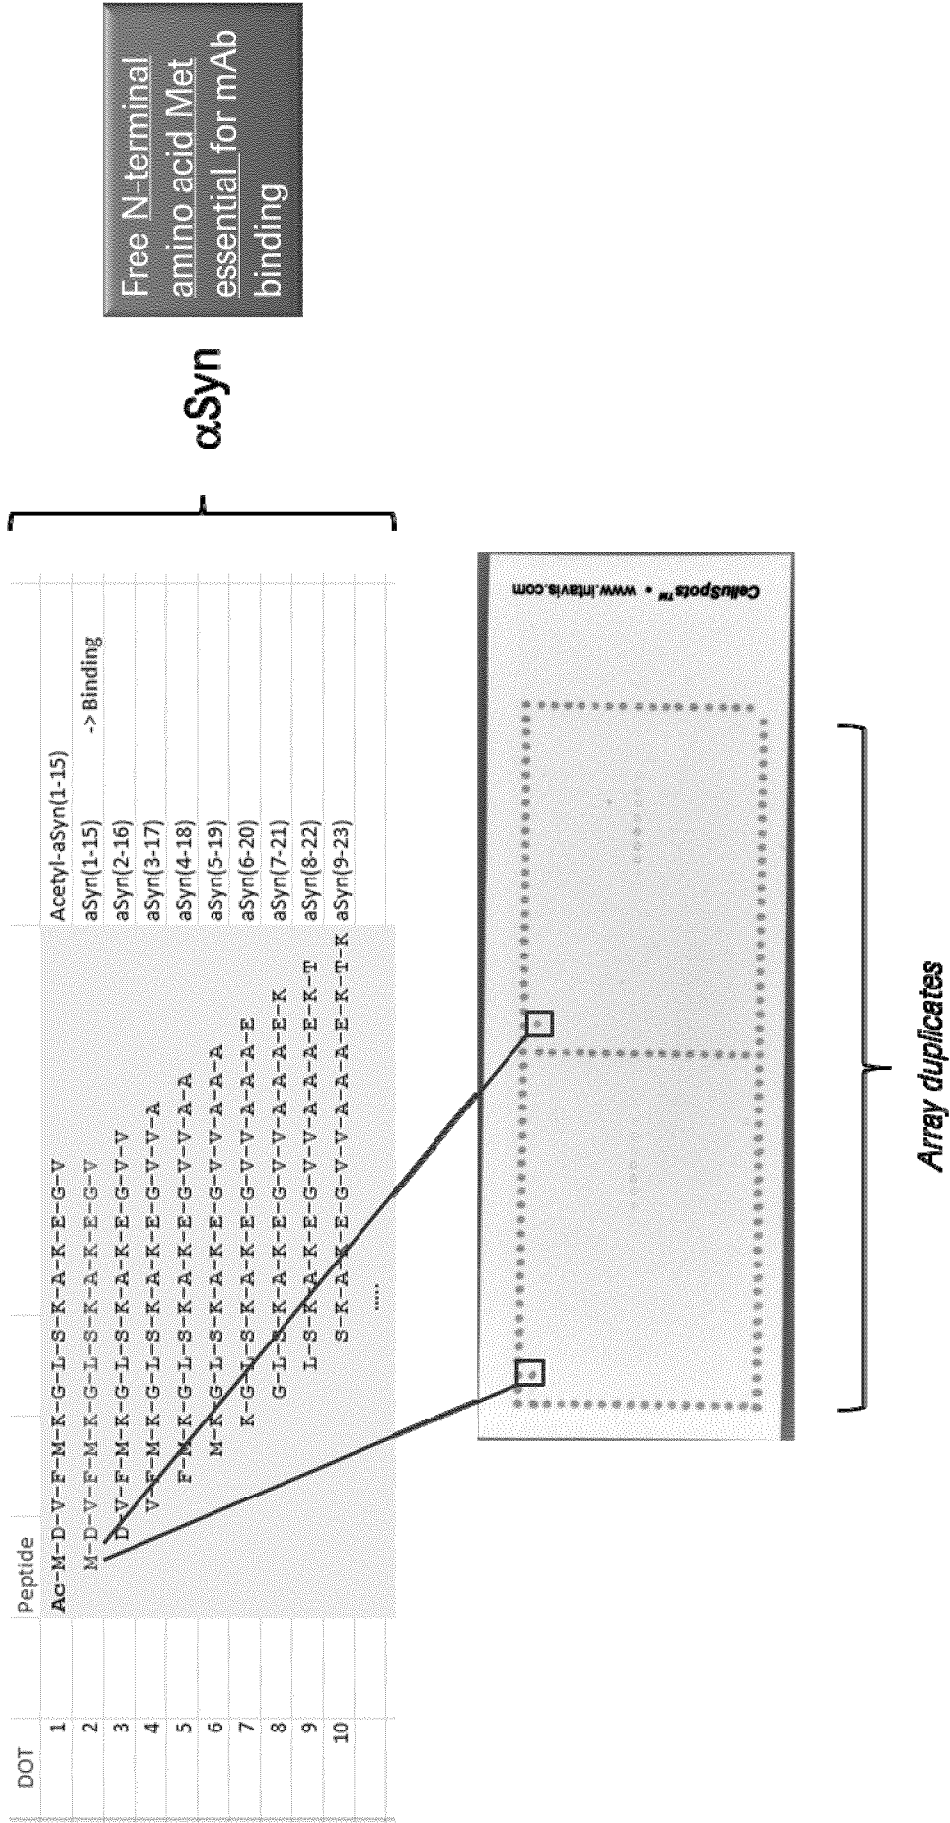 DOT Peptide
1 Ac-M-D-V-F-M-K-G-L-S-K-A-K-E-G-V Acetyl-aSyn(1-15)
2 M-D-V-F-M-K-G-L-S-K-A-K-E-G-V aSyn(1-15) -> Binding
3 D-V-F-M-K-G-L-S-K-A-K-E-G-V-V aSyn(2-16)
4 V-F-M-K-G-L-S-K-A-K-E-G-V-V-A aSyn(3-17)
5 F-M-K-G-L-S-K-A-K-E-G-V-V-A-A aSyn(4-18)
6 M-K-G-L-S-K-A-K-E-G-V-V-A-A-A aSyn(5-19)
7 K-G-L-S-K-A-K-E-G-V-V-A-A-A-E aSyn(6-20)
8 G-L-S-K-A-K-E-G-V-V-A-A-A-E-K aSyn(7-21)
9 L-S-K-A-K-E-G-V-V-A-A-A-E-K-T aSyn(8-22)
10 S-K-A-K-E-G-V-V-A-A-A-E-K-T-K aSyn(9-23)
.....
αSyn
Free N-terminal
amino acid Met
essential for mAb
binding
CelluSpots™ • www.intavis.com
Array duplicates